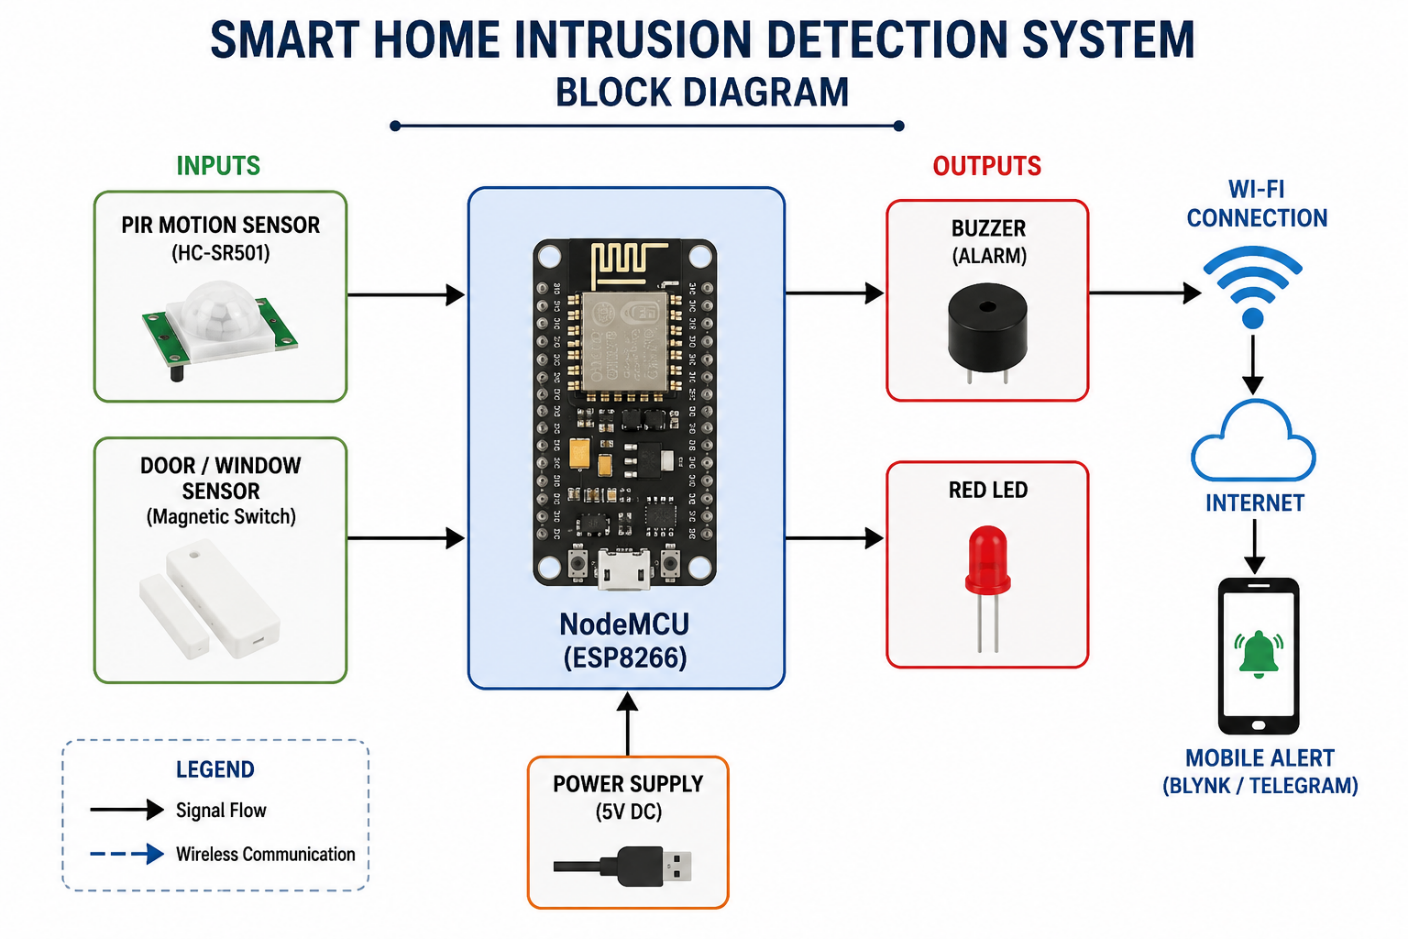 SMART HOME INTRUSION DETECTION SYSTEM
BLOCK DIAGRAM
INPUTS
PIR MOTION SENSOR
(HC-SR501)
DOOR / WINDOW
SENSOR
(Magnetic Switch)
NodeMCU
(ESP8266)
POWER SUPPLY
(5V DC)
OUTPUTS
BUZZER
(ALARM)
RED LED
WI-FI
CONNECTION
INTERNET
MOBILE ALERT
(BLYNK / TELEGRAM)
LEGEND
Signal Flow
Wireless Communication